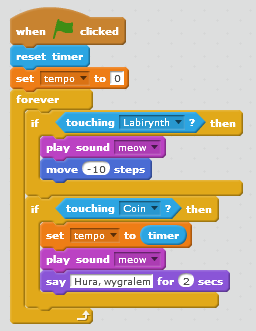 when clicked
reset timer
set tempo to 0
forever
if touching Labirynth ? then
play sound meow
move -10 steps
if touching Coin ? then
set tempo to timer
play sound meow
say Hura, wygralem for 2 secs